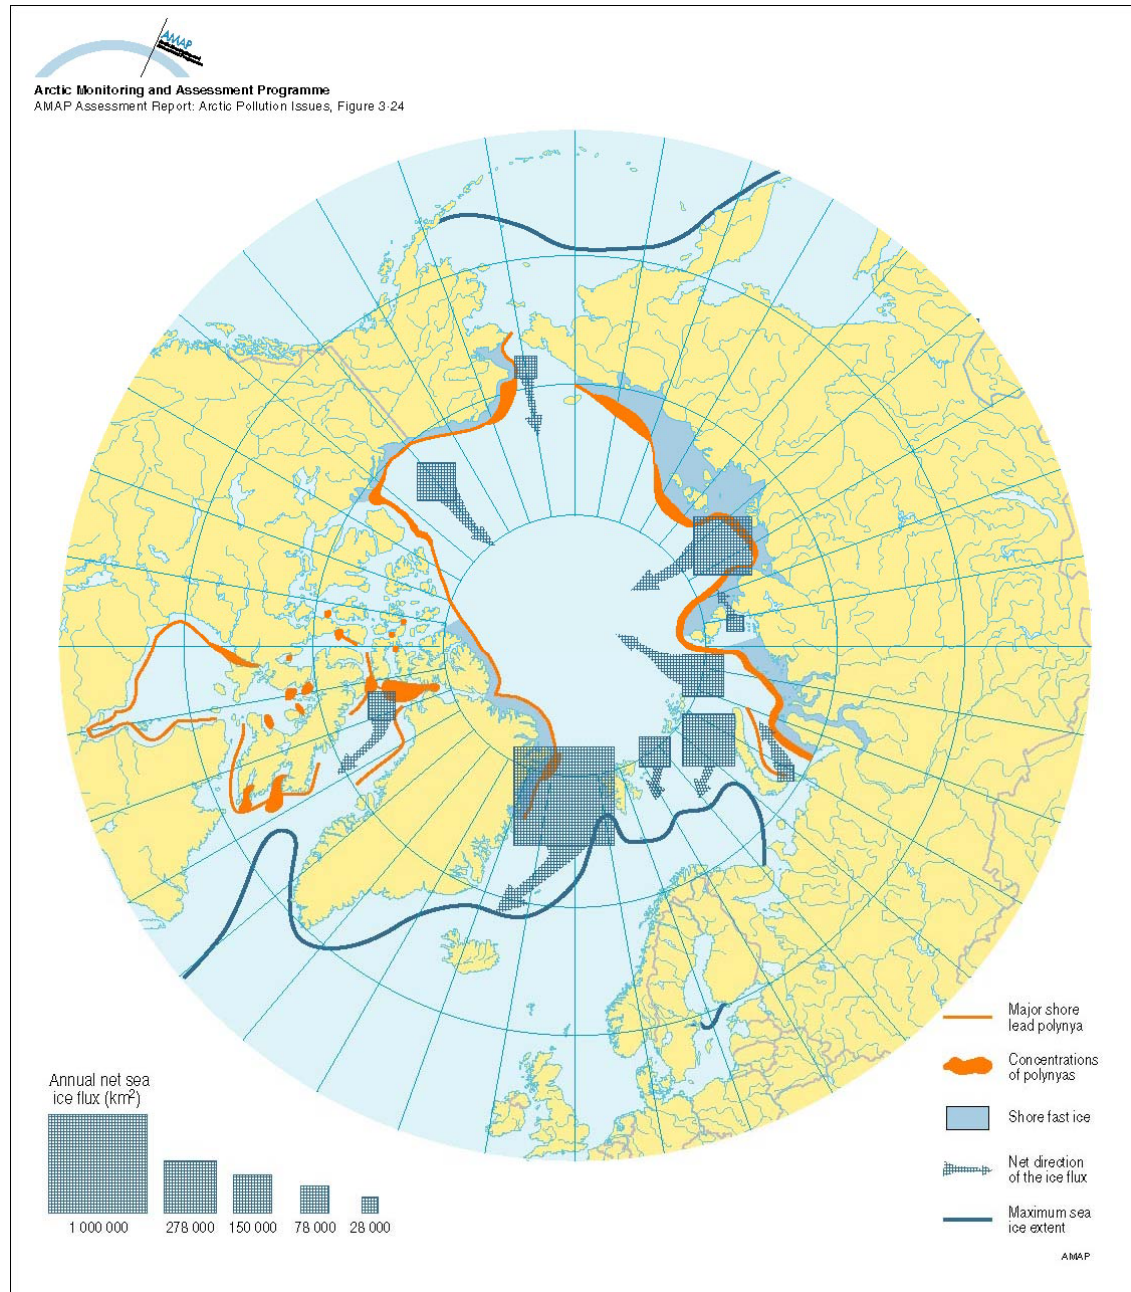 AMAP
Arctic Monitoring and Assessment Programme
AMAP Assessment Report: Arctic Pollution Issues, Figure 3-24
Major shore
lead polynya
Concentrations
of polynyas
Shore fast ice
Net direction
of the ice flux
Maximum sea
ice extent
AMAP
Annual net sea
ice flux (km²)
1 000 000
278 000
150 000
78 000
28 000